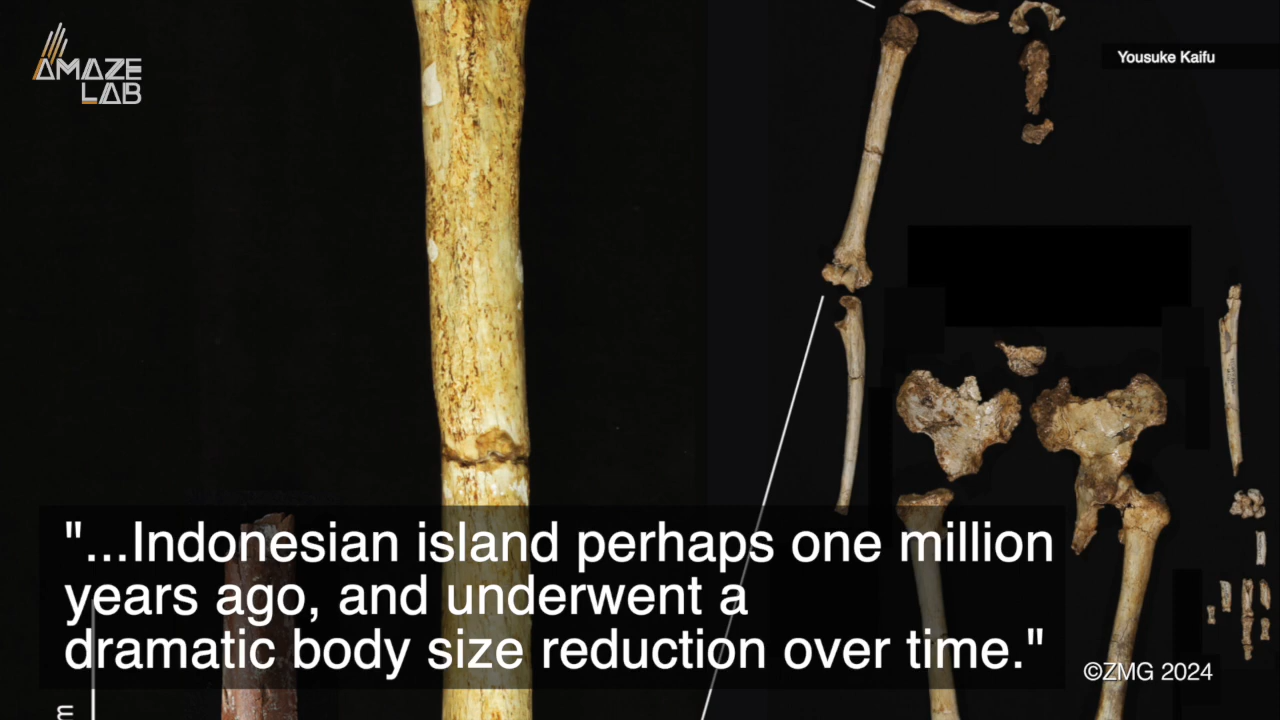 AMAZE
LAB
Yousuke Kaifu
"...Indonesian island perhaps one million
years ago, and underwent a
dramatic body size reduction over time."
©ZMG 2024
m